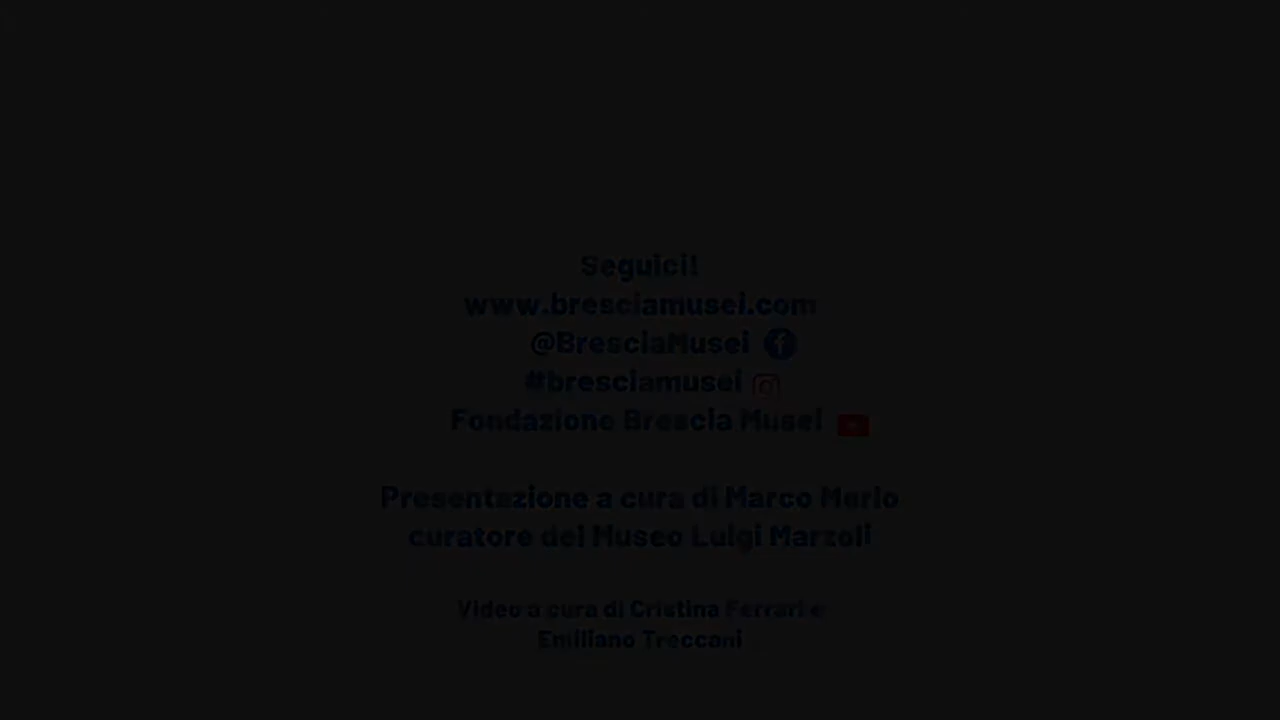 Seguici!
www.bresciamusei.com
@BresciaMusei
#bresciamusei
Fondazione Brescia Musei
Presentazione a cura di Marco Merlo
curatore del Museo Luigi Marzoli
Video a cura di Cristina Ferrari e
Emiliano Treccani